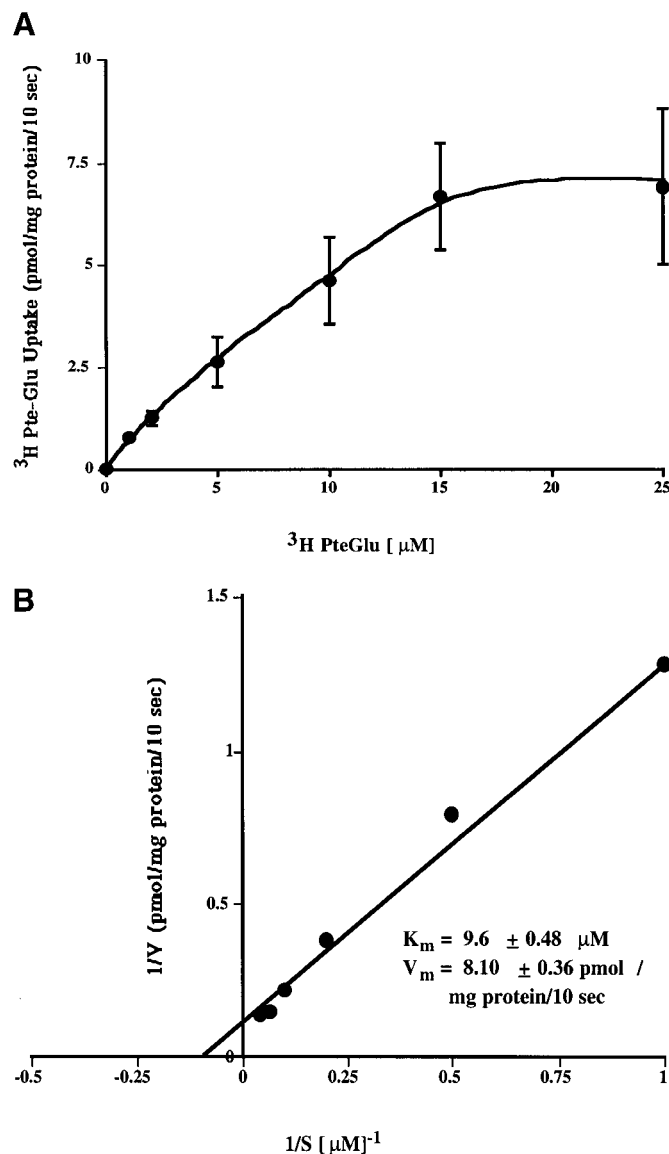 A
10
7.5
5
2.5
0
0 5 10 15 20 25
³H Pte-Glu Uptake (pmol/mg protein/10 sec)
³H PteGlu [ μM]
B
1.5
1
0.5
0
-0.5 -0.25 0 0.25 0.5 0.75 1
1/V (pmol/mg protein/10 sec)
Km = 9.6 ± 0.48 μM
Vm = 8.10 ± 0.36 pmol /
mg protein/10 sec
1/S [ μM]⁻¹